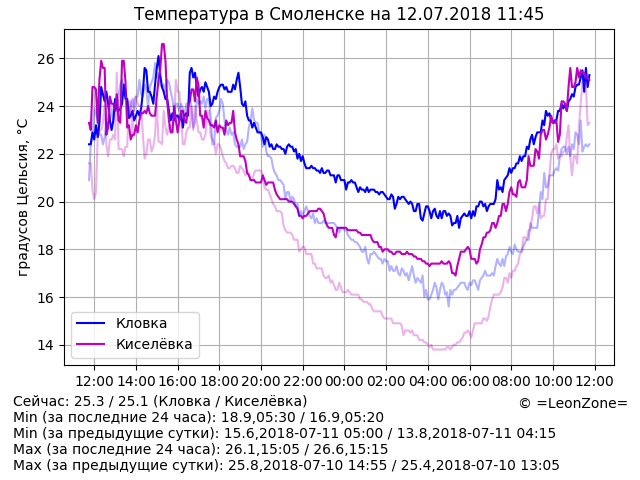 Температура в Смоленске на 12.07.2018 11:45
градусов Цельсия, °C
26
24
22
20
18
16
14
Кловка
Киселёвка
12:00 14:00 16:00 18:00 20:00 22:00 00:00 02:00 04:00 06:00 08:00 10:00 12:00
Сейчас: 25.3 / 25.1 (Кловка / Киселёвка)
© =LeonZone=
Min (за последние 24 часа): 18.9,05:30 / 16.9,05:20
Min (за предыдущие сутки): 15.6,2018-07-11 05:00 / 13.8,2018-07-11 04:15
Max (за последние 24 часа): 26.1,15:05 / 26.6,15:15
Max (за предыдущие сутки): 25.8,2018-07-10 14:55 / 25.4,2018-07-10 13:05